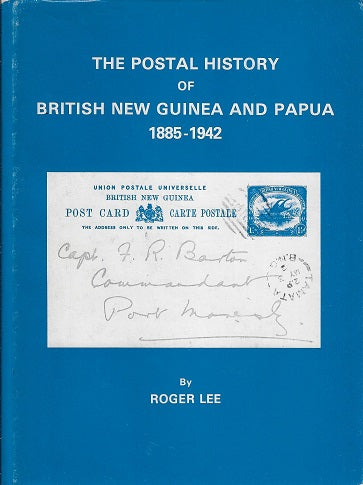 THE POSTAL HISTORY
OF
BRITISH NEW GUINEA AND PAPUA
1885-1942
UNION POSTALE UNIVERSELLE
BRITISH NEW GUINEA
POST CARD CARTE POSTALE
THE ADDRESS ONLY TO BE WRITTEN ON THIS SIDE.
Capt. F. R. Barton
Commandant
Port Moresby
TAMATA
B.N.G.
By
ROGER LEE